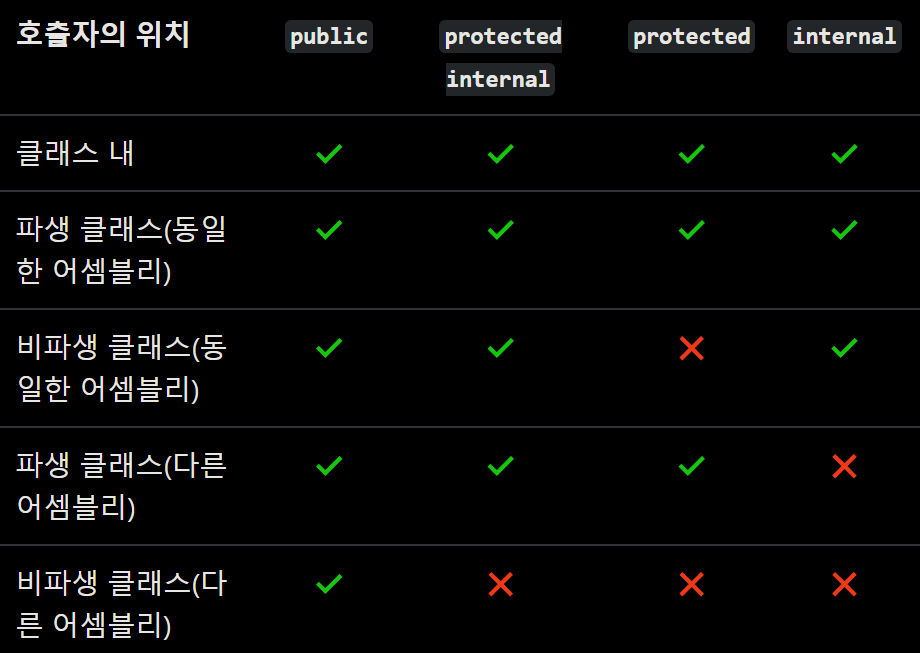 호출자의 위치 public protected protected internal
internal
클래스 내
파생 클래스(동일
한 어셈블리)
비파생 클래스(동
일한 어셈블리)
파생 클래스(다른
어셈블리)
비파생 클래스(다
른 어셈블리)